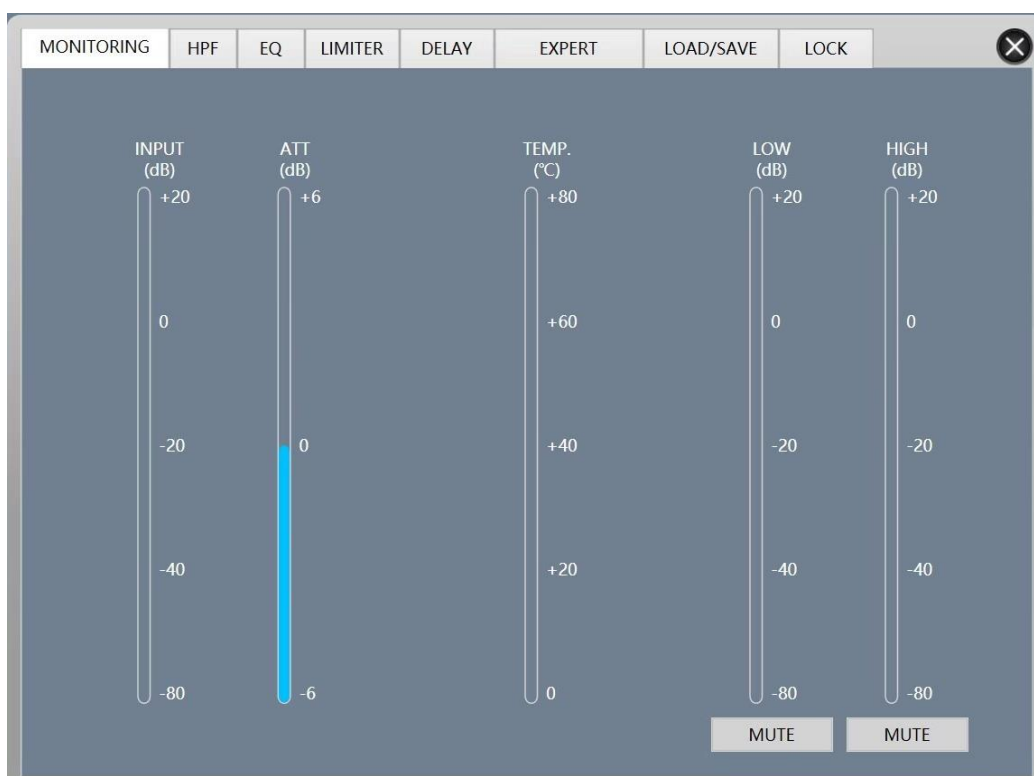 MONITORING HPF EQ LIMITER DELAY EXPERT LOAD/SAVE LOCK
INPUT ATT TEMP. LOW HIGH
(dB) (dB) (℃) (dB) (dB)
+20 +6 +80 +20 +20
0 +60 0 0
-20 0 +40 -20 -20
-40 +20 -40 -40
-80 -6 0 -80 -80
MUTE MUTE